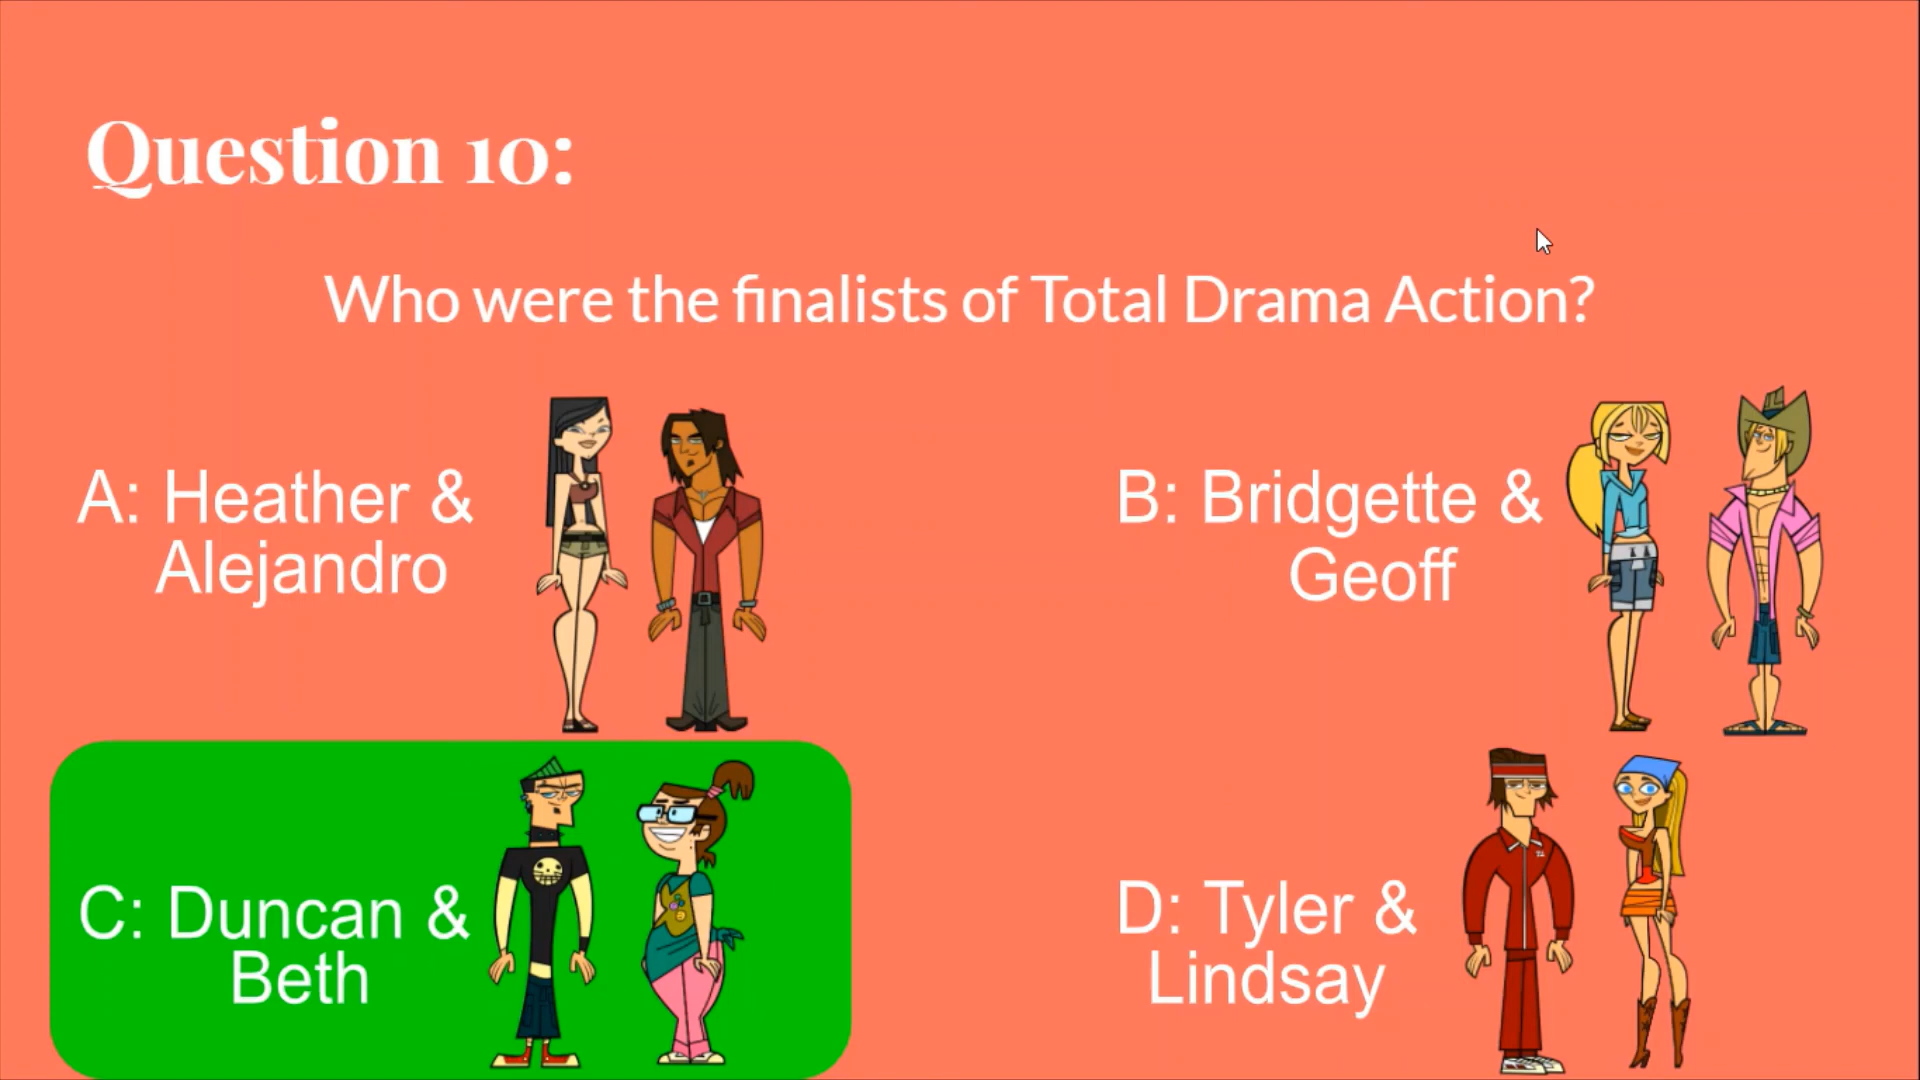 Question 10:
Who were the finalists of Total Drama Action?
A: Heather &
Alejandro
B: Bridgette &
Geoff
C: Duncan &
Beth
D: Tyler &
Lindsay